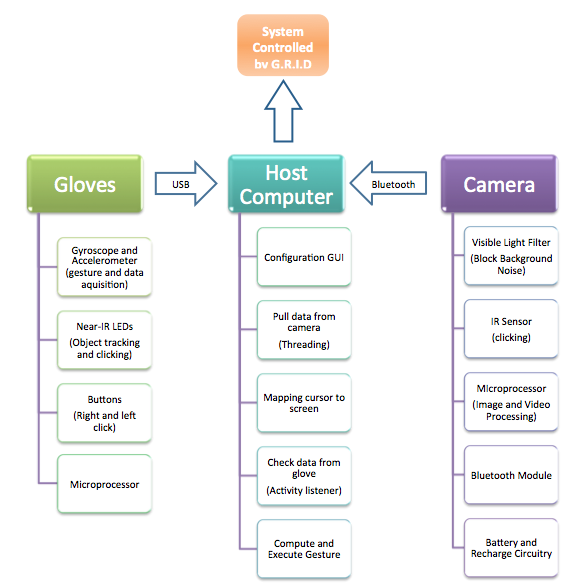 System
Controlled
by G.R.I.D
Gloves
USB
Host
Computer
Bluetooth
Camera
Gyroscope and
Accelerometer
(gesture and data
aquisition)
Near-IR LEDs
(Object tracking
and clicking)
Buttons
(Right and left
click)
Microprocessor
Configuration GUI
Pull data from
camera
(Threading)
Mapping cursor to
screen
Check data from
glove
(Activity listener)
Compute and
Execute Gesture
Visible Light Filter
(Block Background
Noise)
IR Sensor
(clicking)
Microprocessor
(Image and Video
Processing)
Bluetooth Module
Battery and
Recharge Circuitry